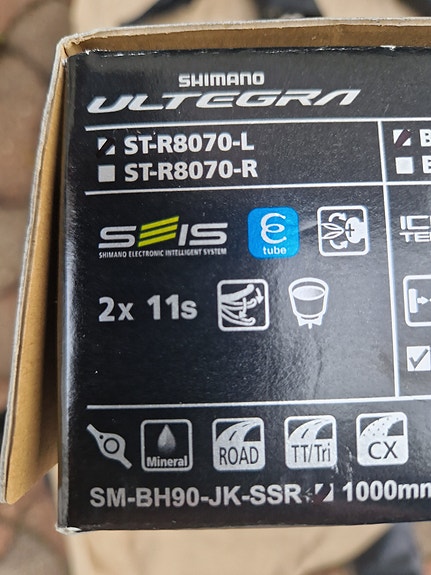 SHIMANO
ULTEGRA
ST-R8070-L
ST-R8070-R
SEIS
SHIMANO ELECTRONIC INTELLIGENT SYSTEM
tube
2x 11s
Mineral
ROAD
TT/Tri
CX
SM-BH90-JK-SSR 1000mm